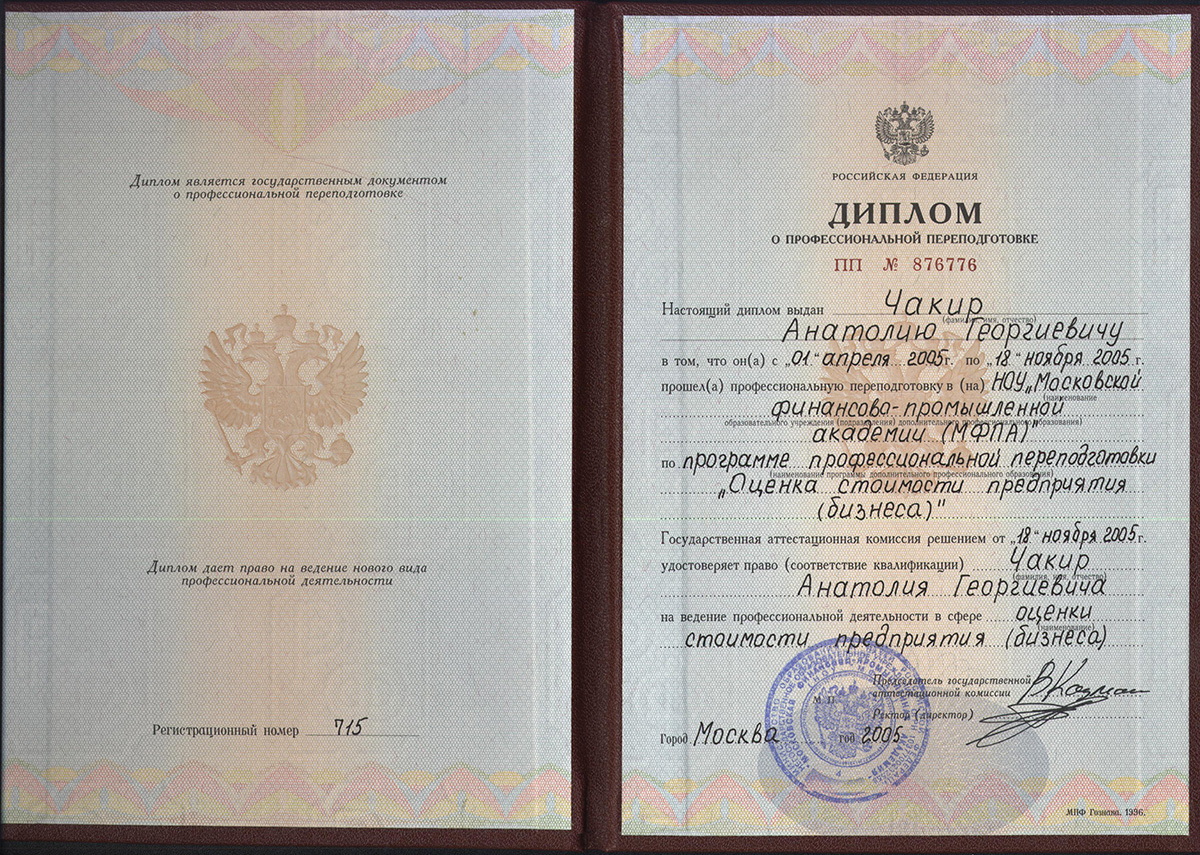 Диплом является государственным документом
о профессиональной переподготовке
Диплом дает право на ведение нового вида
профессиональной деятельности
Регистрационный номер 715
РОССИЙСКАЯ ФЕДЕРАЦИЯ
ДИПЛОМ
О ПРОФЕССИОНАЛЬНОЙ ПЕРЕПОДГОТОВКЕ
ПП № 876776
Настоящий диплом выдан Чакир
(фамилия, имя, отчество)
Анатолию Георгиевичу
в том, что он(а) с „01" апреля 2005г. по „18" ноября 2005г.
прошел(а) профессиональную переподготовку в (на) НОУ „Московской
(наименование
финансово-промышленной
образовательного учреждения (подразделения) дополнительного профессионального образования)
академии (МФПА)"
по программе профессиональной переподготовки
(наименование программы дополнительного профессионального образования)
„Оценка стоимости предприятия
(бизнеса)"
Государственная аттестационная комиссия решением от „18" ноября 2005г.
удостоверяет право (соответствие квалификации) Чакир
(фамилия, имя, отчество)
Анатолия Георгиевича
на ведение профессиональной деятельности в сфере оценки
(наименование)
стоимости предприятия (бизнеса)
Председатель государственной
аттестационной комиссии
М П
Ректор (директор)
Город Москва год 2005
МПФ Гознака. 1996.